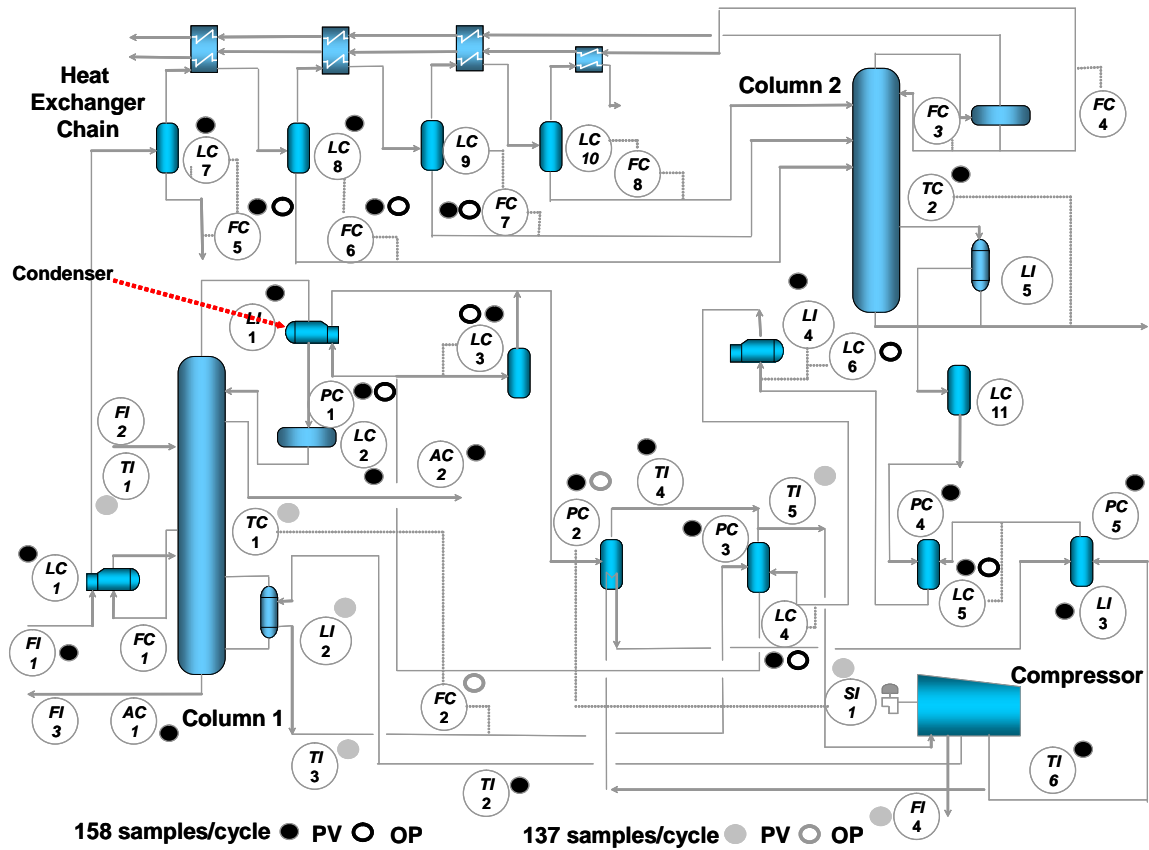 Heat
Exchanger
Chain
Column 2
FC
3
FC
4
LC
7
LC
8
LC
9
LC
10
FC
8
TC
2
FC
5
FC
6
FC
7
LI
5
Condenser
LI
1
LC
3
LI
4
LC
6
PC
1
LC
2
LC
11
FI
2
TI
1
AC
2
TI
4
TI
5
PC
2
PC
3
PC
4
PC
5
TC
1
LC
1
LC
5
LI
3
FC
1
LI
2
LC
4
FI
1
Compressor
FI
3
AC
1
Column 1
FC
2
SI
1
TI
3
TI
2
TI
6
FI
4
158 samples/cycle PV OP
137 samples/cycle PV OP